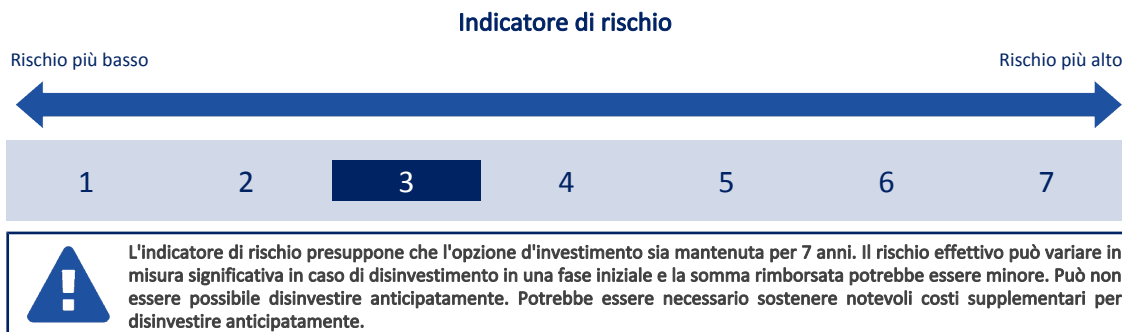 Indicatore di rischio
Rischio più basso
Rischio più alto
1 2 3 4 5 6 7
L'indicatore di rischio presuppone che l'opzione d'investimento sia mantenuta per 7 anni. Il rischio effettivo può variare in
misura significativa in caso di disinvestimento in una fase iniziale e la somma rimborsata potrebbe essere minore. Può non
essere possibile disinvestire anticipatamente. Potrebbe essere necessario sostenere notevoli costi supplementari per
disinvestire anticipatamente.